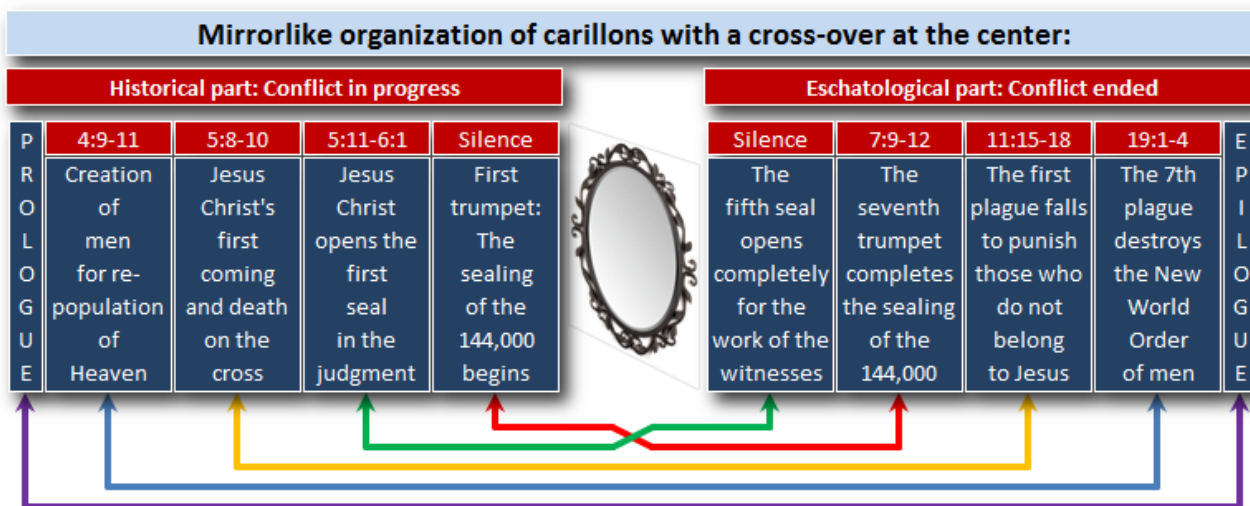 Mirrorlike organization of carillons with a cross-over at the center:
Historical part: Conflict in progress
PROLOGUE
4:9-11
Creation
of
men
for re-
population
of
Heaven
5:8-10
Jesus
Christ's
first
coming
and death
on the
cross
5:11-6:1
Jesus
Christ
opens the
first
seal
in the
judgment
Silence
First
trumpet:
The
sealing
of the
144,000
begins
Eschatological part: Conflict ended
Silence
The
fifth seal
opens
completely
for the
work of the
witnesses
7:9-12
The
seventh
trumpet
completes
the sealing
of the
144,000
11:15-18
The first
plague falls
to punish
those who
do not
belong
to Jesus
19:1-4
The 7th
plague
destroys
the New
World
Order
of men
EPILOGUE